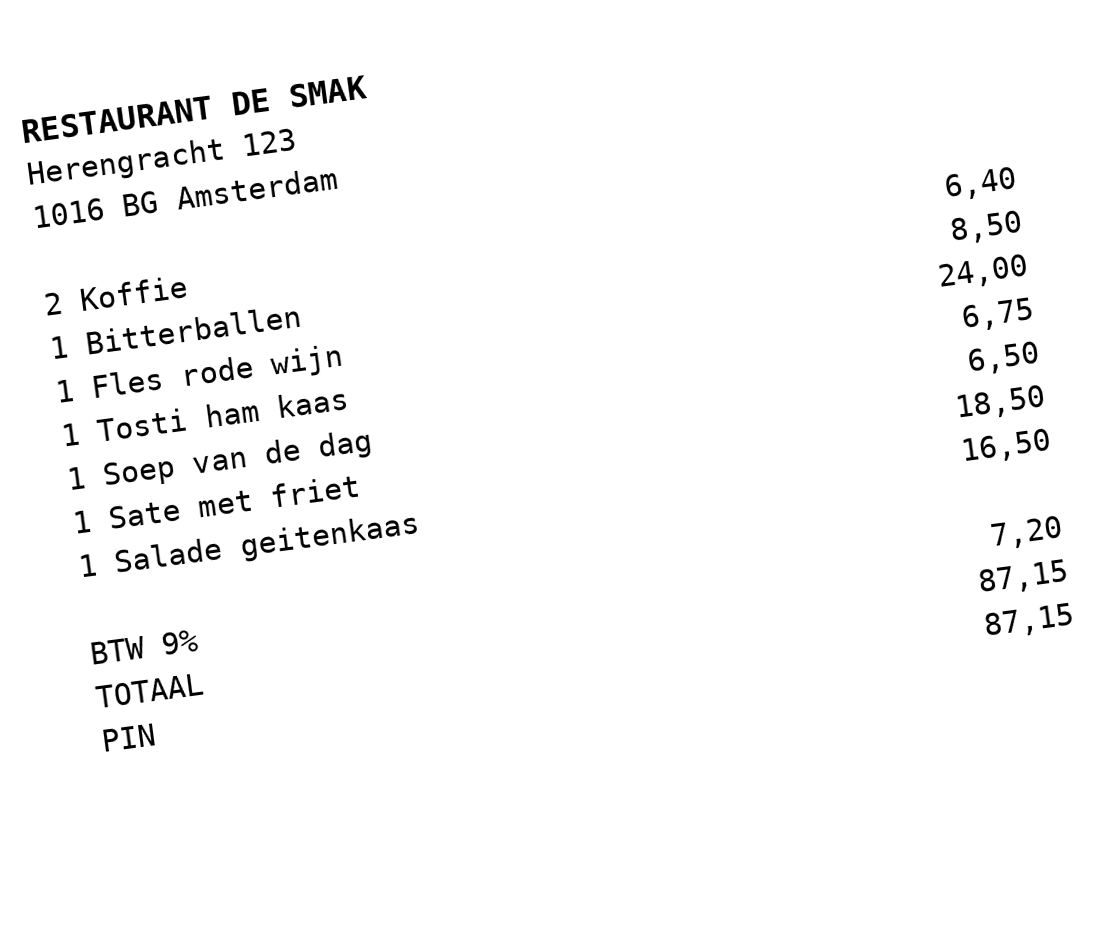 RESTAURANT DE SMAK
Herengracht 123
1016 BG Amsterdam
2 Koffie 6,40
1 Bitterballen 8,50
1 Fles rode wijn 24,00
1 Tosti ham kaas 6,75
1 Soep van de dag 6,50
1 Sate met friet 18,50
1 Salade geitenkaas 16,50
BTW 9% 7,20
TOTAAL 87,15
PIN 87,15